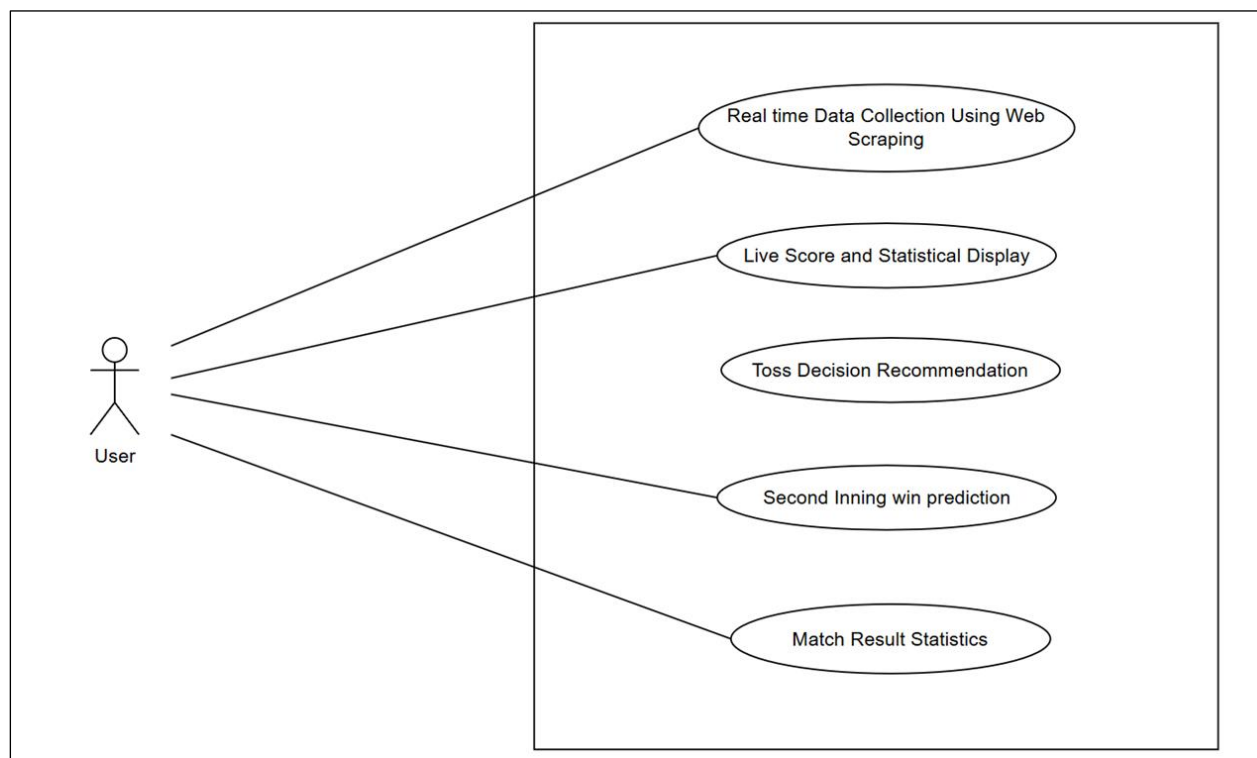 Real time Data Collection Using Web
Scraping
Live Score and Statistical Display
Toss Decision Recommendation
User
Second Inning win prediction
Match Result Statistics